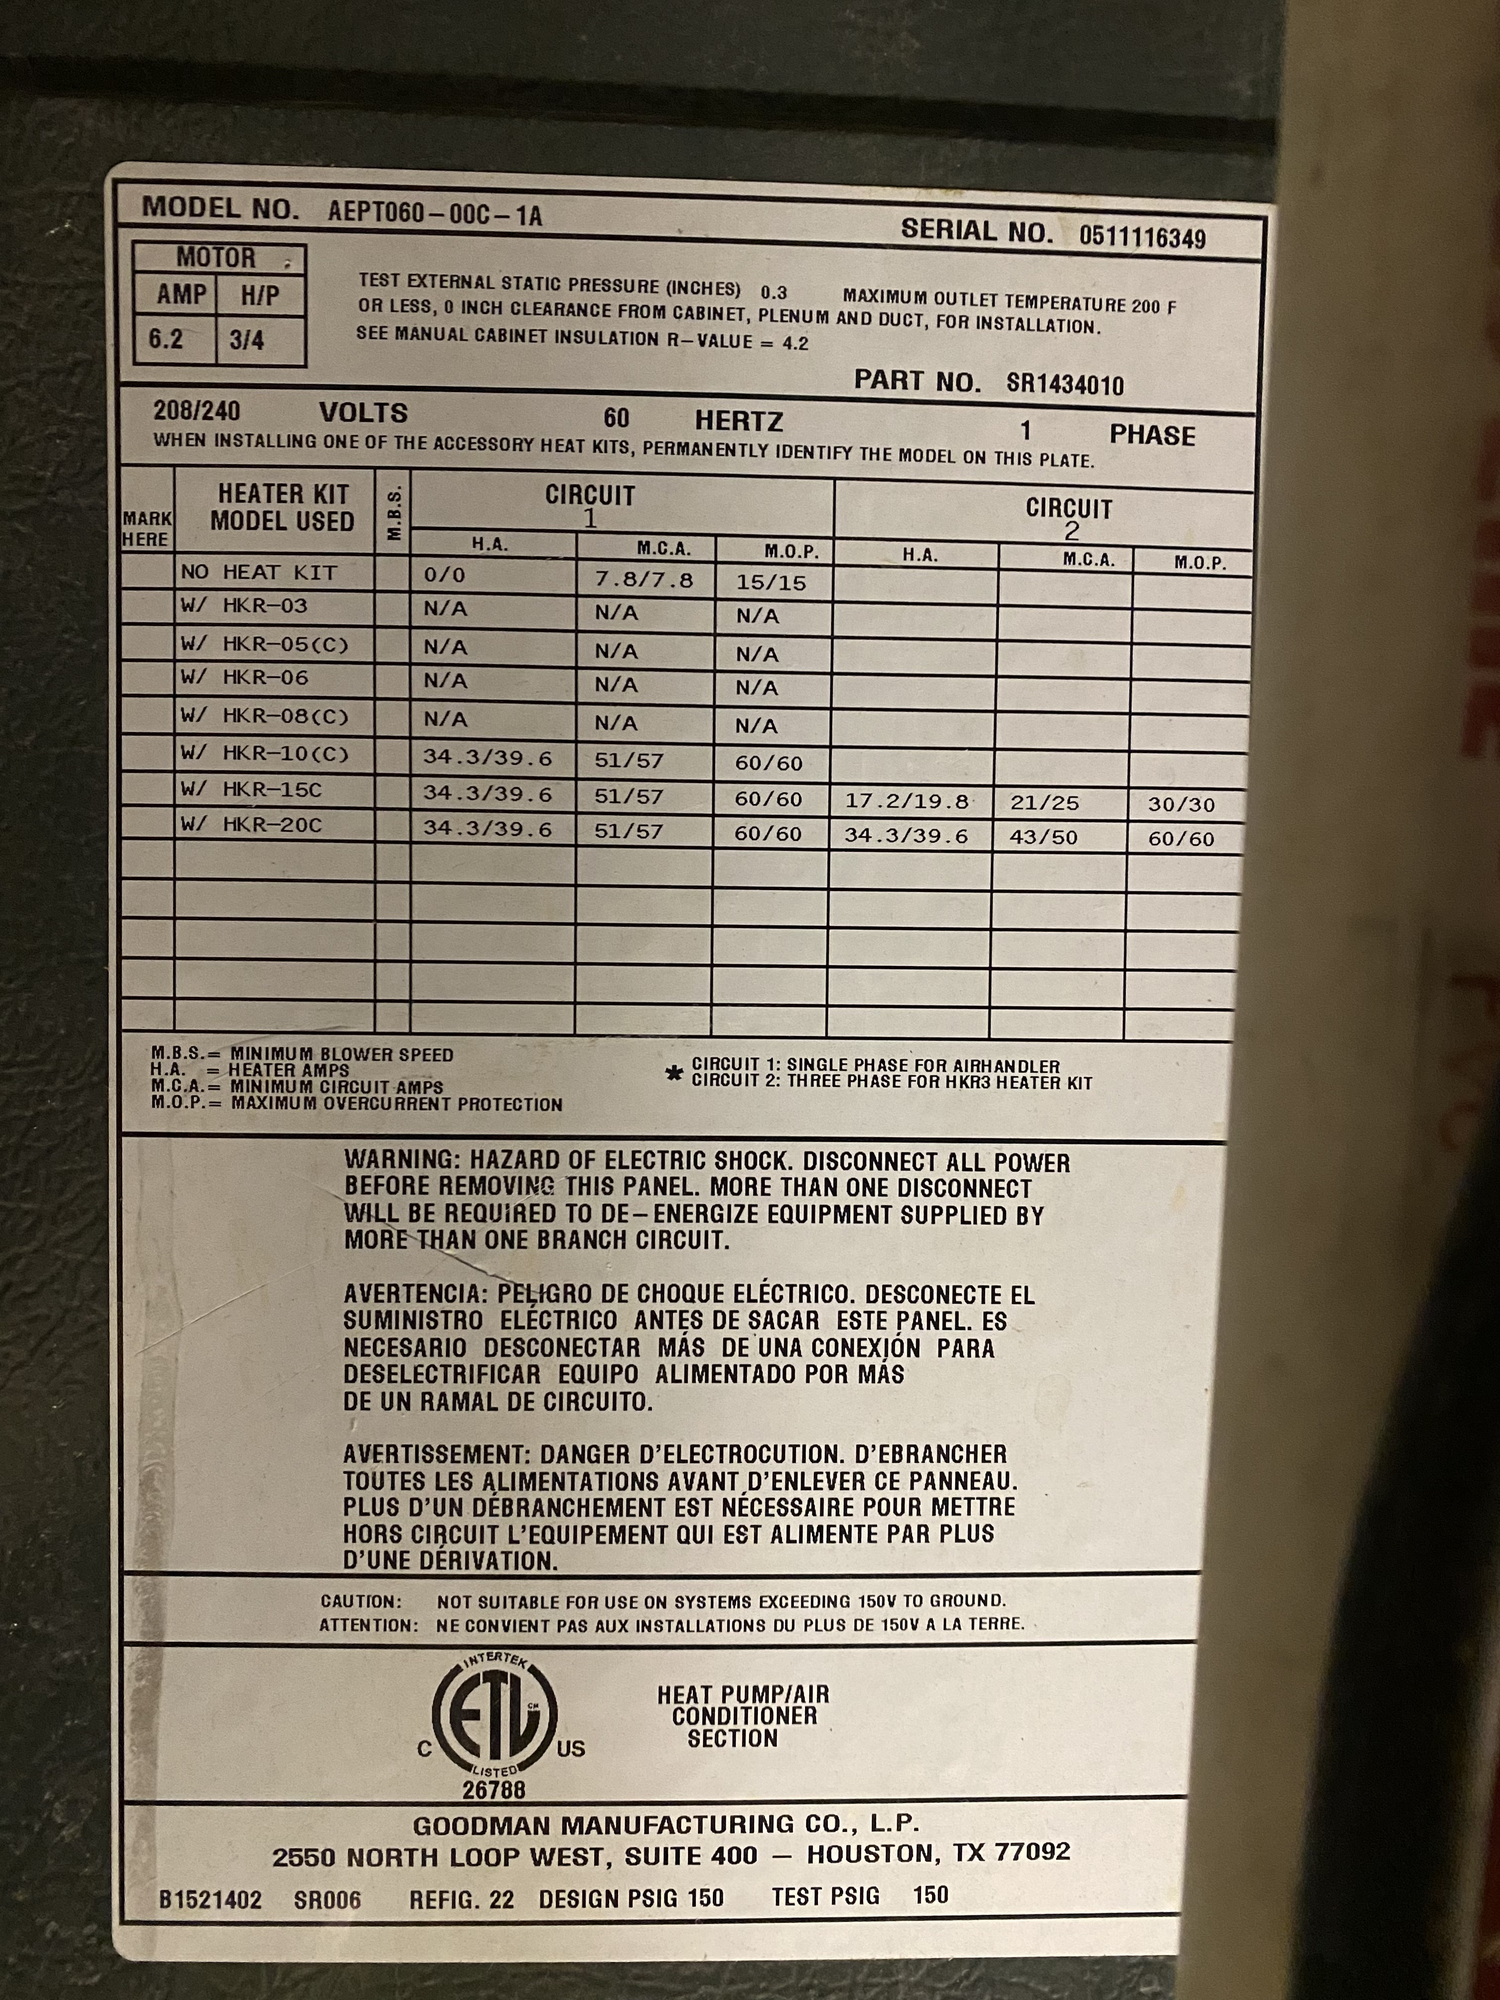 MODEL NO. AEPT060-00C-1A SERIAL NO. 0511116349
MOTOR
AMP H/P
6.2 3/4
TEST EXTERNAL STATIC PRESSURE (INCHES) 0.3 MAXIMUM OUTLET TEMPERATURE 200 F
OR LESS, 0 INCH CLEARANCE FROM CABINET, PLENUM AND DUCT, FOR INSTALLATION.
SEE MANUAL CABINET INSULATION R-VALUE = 4.2
PART NO. SR1434010
208/240 VOLTS 60 HERTZ 1 PHASE
WHEN INSTALLING ONE OF THE ACCESSORY HEAT KITS, PERMANENTLY IDENTIFY THE MODEL ON THIS PLATE.
MARK HERE HEATER KIT MODEL USED M.B.S. CIRCUIT 1 CIRCUIT 2
H.A. M.C.A. M.O.P. H.A. M.C.A. M.O.P.
NO HEAT KIT 0/0 7.8/7.8 15/15
W/ HKR-03 N/A N/A N/A
W/ HKR-05(C) N/A N/A N/A
W/ HKR-06 N/A N/A N/A
W/ HKR-08(C) N/A N/A N/A
W/ HKR-10(C) 34.3/39.6 51/57 60/60
W/ HKR-15C 34.3/39.6 51/57 60/60 17.2/19.8 21/25 30/30
W/ HKR-20C 34.3/39.6 51/57 60/60 34.3/39.6 43/50 60/60
M.B.S.= MINIMUM BLOWER SPEED
H.A. = HEATER AMPS
M.C.A.= MINIMUM CIRCUIT AMPS
M.O.P.= MAXIMUM OVERCURRENT PROTECTION
* CIRCUIT 1: SINGLE PHASE FOR AIRHANDLER
CIRCUIT 2: THREE PHASE FOR HKR3 HEATER KIT
WARNING: HAZARD OF ELECTRIC SHOCK. DISCONNECT ALL POWER
BEFORE REMOVING THIS PANEL. MORE THAN ONE DISCONNECT
WILL BE REQUIRED TO DE-ENERGIZE EQUIPMENT SUPPLIED BY
MORE THAN ONE BRANCH CIRCUIT.
AVERTENCIA: PELIGRO DE CHOQUE ELÉCTRICO. DESCONECTE EL
SUMINISTRO ELÉCTRICO ANTES DE SACAR ESTE PANEL. ES
NECESARIO DESCONECTAR MÁS DE UNA CONEXIÓN PARA
DESELECTRIFICAR EQUIPO ALIMENTADO POR MÁS
DE UN RAMAL DE CIRCUITO.
AVERTISSEMENT: DANGER D'ELECTROCUTION. D'EBRANCHER
TOUTES LES ALIMENTATIONS AVANT D'ENLEVER CE PANNEAU.
PLUS D'UN DÉBRANCHEMENT EST NÉCESSAIRE POUR METTRE
HORS CIRCUIT L'EQUIPEMENT QUI EST ALIMENTE PAR PLUS
D'UNE DÉRIVATION.
CAUTION: NOT SUITABLE FOR USE ON SYSTEMS EXCEEDING 150V TO GROUND.
ATTENTION: NE CONVIENT PAS AUX INSTALLATIONS DU PLUS DE 150V A LA TERRE.
INTERTEK
ETL CM
C US
LISTED
26788
HEAT PUMP/AIR
CONDITIONER
SECTION
GOODMAN MANUFACTURING CO., L.P.
2550 NORTH LOOP WEST, SUITE 400 — HOUSTON, TX 77092
B1521402 SR006 REFIG. 22 DESIGN PSIG 150 TEST PSIG 150